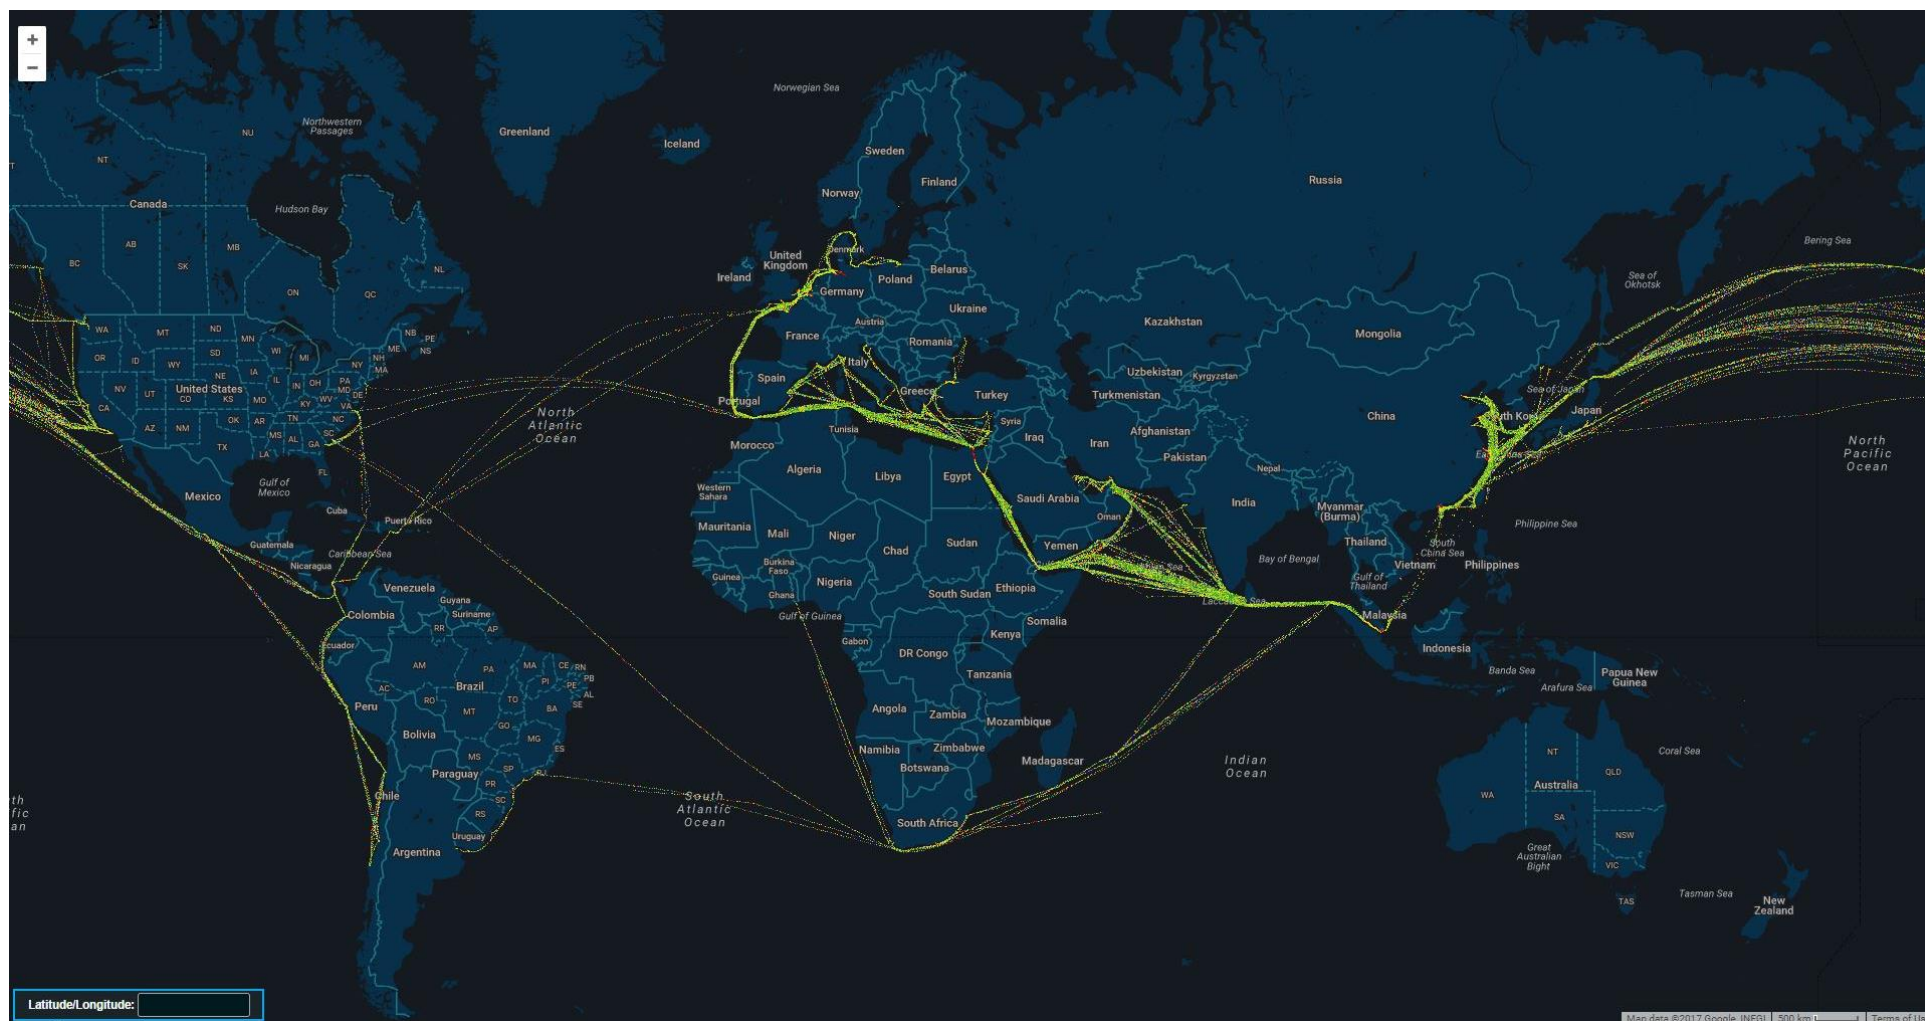 +
−
Norwegian Sea
Greenland
Iceland
Northwestern
Passages
NU
NT
Sweden
Finland
Norway
Russia
Canada
Hudson Bay
AB
MB
BC
SK
NL
ON
QC
Bering Sea
Sea of
Okhotsk
United
Kingdom
Ireland
Denmark
Belarus
Poland
Germany
Ukraine
Kazakhstan
Mongolia
France
Austria
Romania
Italy
WA
MT
ND
MN
NB
PE
NS
ME
OR
ID
SD
WI
MI
NH
MA
WY
NY
NE
IA
IL
IN
OH
PA
MD
NV
UT
United States
CO
KS
MO
KY
WV
VA
DE
CA
AZ
NM
OK
AR
TN
NC
SC
MS
AL
GA
TX
LA
FL
Spain
Portugal
Greece
Turkey
Uzbekistan
Kyrgyzstan
Turkmenistan
Sea of Japan
Japan
China
North
Atlantic
Ocean
Tunisia
Syria
Morocco
Iraq
Iran
Afghanistan
Pakistan
Nepal
North
Pacific
Ocean
Algeria
Libya
Egypt
Western
Sahara
Saudi Arabia
India
Myanmar
(Burma)
Mexico
Gulf of
Mexico
Cuba
Puerto Rico
Mauritania
Mali
Niger
Chad
Sudan
Oman
Yemen
Philippine Sea
Guatemala
Caribbean Sea
Nicaragua
Thailand
South
China Sea
Vietnam
Philippines
Bay of Bengal
Gulf of
Thailand
Guinea
Burkina
Faso
Nigeria
Ghana
Ethiopia
South Sudan
Venezuela
Guyana
Suriname
Colombia
Gulf of Guinea
Somalia
Malaysia
RR
AP
Ecuador
Gabon
Kenya
DR Congo
Indonesia
AM
PA
MA
CE
RN
PB
PI
PE
AL
SE
Tanzania
Banda Sea
Arafura Sea
Papua New
Guinea
AC
Brazil
RO
TO
MT
BA
Peru
GO
Angola
Zambia
Mozambique
Bolivia
MG
ES
Namibia
Zimbabwe
Botswana
Madagascar
Indian
Ocean
Coral Sea
NT
QLD
MS
SP
RJ
Paraguay
PR
SC
Chile
RS
South
Atlantic
Ocean
WA
Australia
SA
NSW
VIC
South Africa
Uruguay
Argentina
Great
Australian
Bight
TAS
Tasman Sea
New
Zealand
Latitude/Longitude:
Map data ©2017 Google, INEGI
500 km